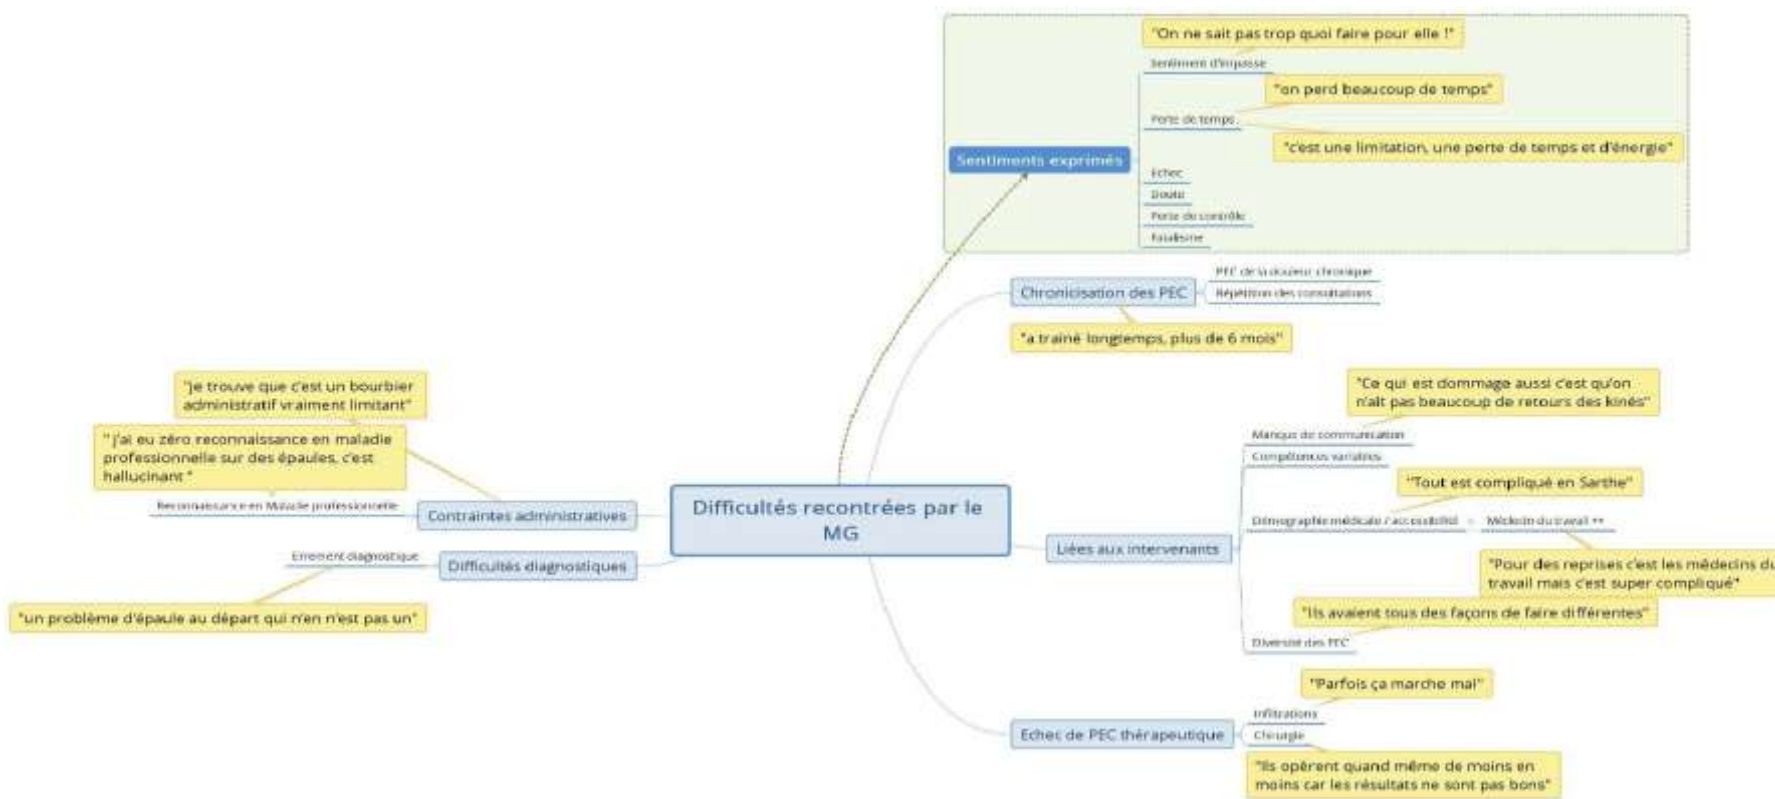 "On ne sait pas trop quoi faire pour elle !"
Sentiment d'impasse
"on perd beaucoup de temps"
Perte de temps
"c'est une limitation, une perte de temps et d'énergie"
Sentiments exprimés
Echec
Doute
Perte de contrôle
Fatalisme
PEC de la douleur chronique
Chronicisation des PEC
Répétition des consultations
"a trainé longtemps, plus de 6 mois"
"je trouve que c'est un bourbier
administratif vraiment limitant"
" j'ai eu zéro reconnaissance en maladie
professionnelle sur des épaules, c'est
hallucinant "
Reconnaissance en Maladie professionnelle
Contraintes administratives
Errement diagnostique
Difficultés diagnostiques
"un problème d'épaule au départ qui n'en n'est pas un"
Difficultés recontrées par le
MG
"Ce qui est dommage aussi c'est qu'on
n'ait pas beaucoup de retours des kinés"
Manque de communication
Compétences variables
"Tout est compliqué en Sarthe"
Liées aux intervenants
Démographie médicale / accessibilité
Médecin du travail ++
"Pour des reprises c'est les médecins du
travail mais c'est super compliqué"
"Ils avaient tous des façons de faire différentes"
Diversité des PEC
"Parfois ça marche mal"
Infiltrations
Echec de PEC thérapeutique
Chirurgie
"Ils opèrent quand même de moins en
moins car les résultats ne sont pas bons"